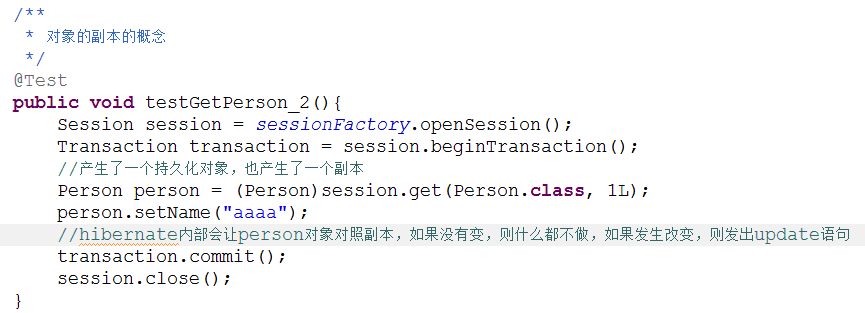 /**
 * 对象的副本的概念
 */
@Test
public void testGetPerson_2(){
    Session session = sessionFactory.openSession();
    Transaction transaction = session.beginTransaction();
    //产生了一个持久化对象，也产生了一个副本
    Person person = (Person)session.get(Person.class, 1L);
    person.setName("aaaa");
    //hibernate内部会让person对象对照副本，如果没有变，则什么都不做，如果发生改变，则发出update语句
    transaction.commit();
    session.close();
}